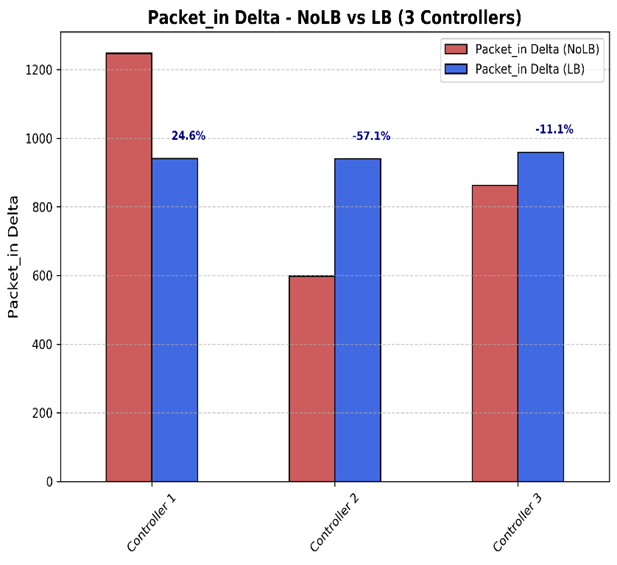 Packet_in Delta - NoLB vs LB (3 Controllers)
Packet_in Delta (NoLB)
Packet_in Delta (LB)
1200
1000
800
600
400
200
0
Packet_in Delta
24.6%
-57.1%
-11.1%
Controller 1
Controller 2
Controller 3